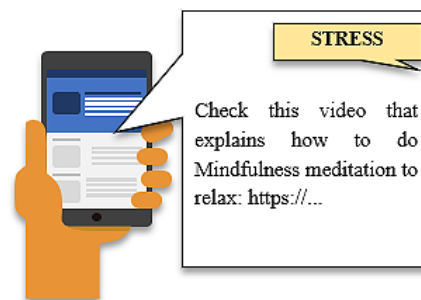 STRESS
Check this video that
explains how to do
Mindfulness meditation to
relax: https://...